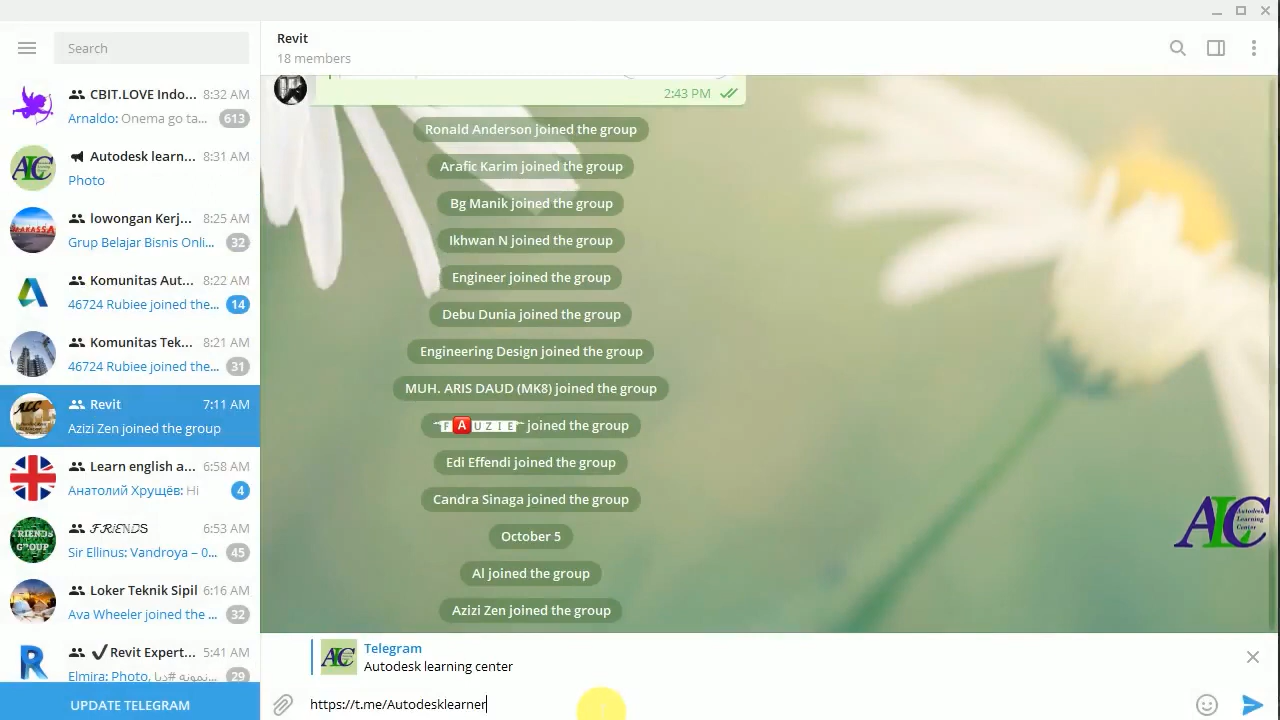 Search
CBIT.LOVE Indo... 8:32 AM
Arnaldo: Onema go ta... 613
Autodesk learn... 8:31 AM
Photo
lowongan Kerj... 8:25 AM
Grup Belajar Bisnis Onli... 32
Komunitas Aut... 8:22 AM
46724 Rubiee joined the... 14
Komunitas Tek... 8:21 AM
46724 Rubiee joined the... 31
Revit 7:11 AM
Azizi Zen joined the group
Learn english a... 6:58 AM
Анатолий Хрущёв: Hi 4
FRIENDS
GROUP
𝓕𝓡𝓘𝓔𝓝𝓓S 6:53 AM
Sir Ellinus: Vandroya – 0... 45
Loker Teknik Sipil 6:16 AM
Ava Wheeler joined the ... 32
✔Revit Expert... 5:41 AM
Elmira: Photo, نمونه #دیا... 29
UPDATE TELEGRAM
Revit
18 members
2:43 PM
Ronald Anderson joined the group
Arafic Karim joined the group
Bg Manik joined the group
Ikhwan N joined the group
Engineer joined the group
Debu Dunia joined the group
Engineering Design joined the group
MUH. ARIS DAUD (MK8) joined the group
FAUZIE joined the group
Edi Effendi joined the group
Candra Sinaga joined the group
October 5
Al joined the group
Azizi Zen joined the group
ALC
Autodesk
Learning
Center
Telegram
Autodesk learning center
https://t.me/Autodesklearner